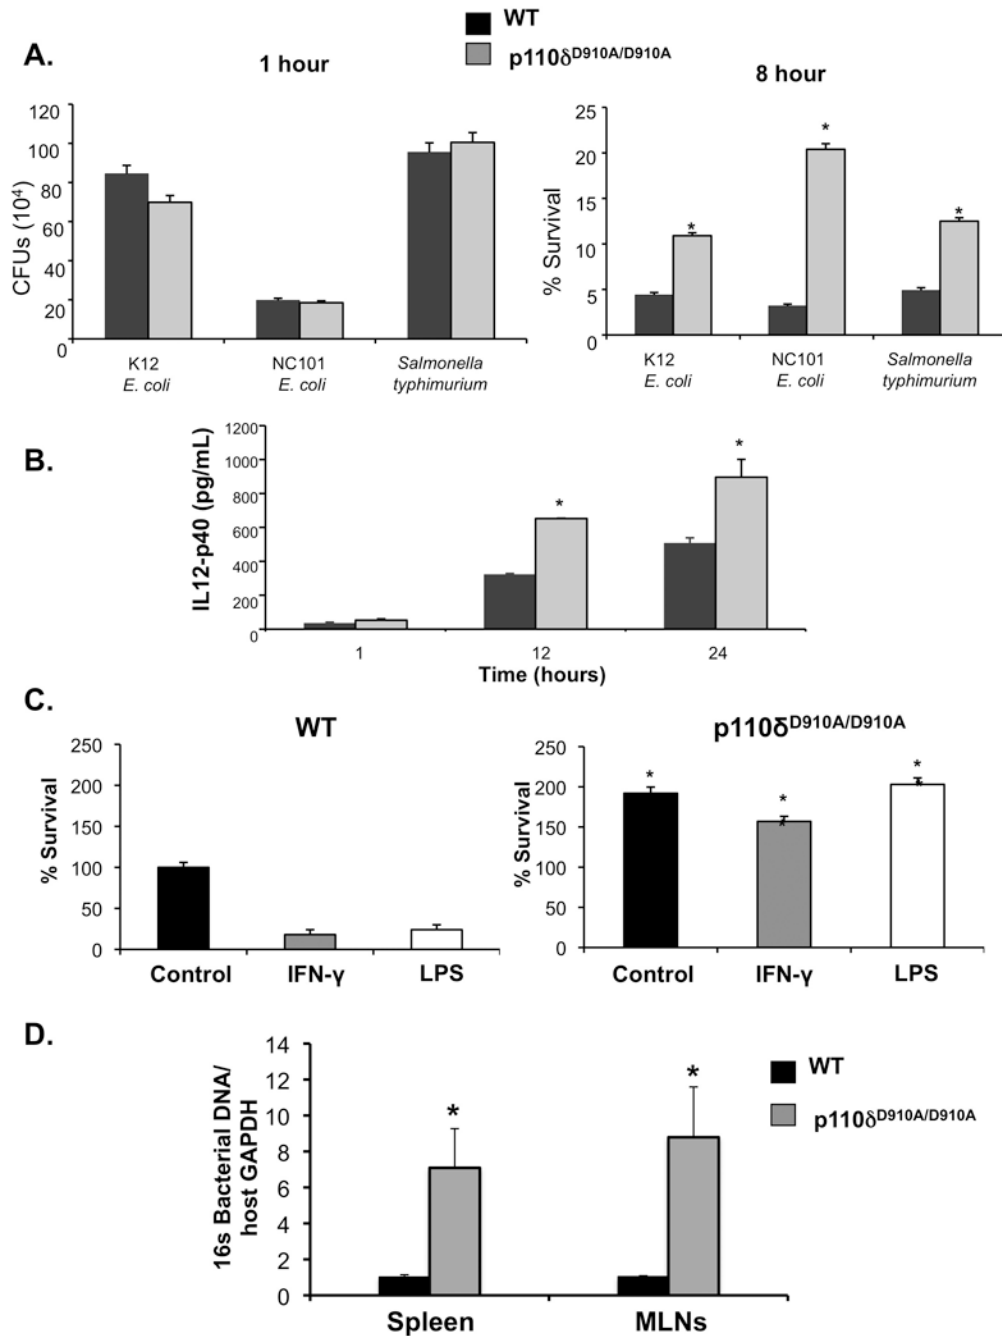 WT
p110δD910A/D910A
A.
1 hour
8 hour
CFUs (10⁴)
120
100
80
60
40
20
0
K12
E. coli
NC101
E. coli
Salmonella
typhimurium
% Survival
25
20
15
10
5
0
*
*
*
K12
E. coli
NC101
E. coli
Salmonella
typhimurium
B.
IL12-p40 (pg/mL)
1200
1000
800
600
400
200
0
*
*
1
12
24
Time (hours)
C.
WT
% Survival
250
200
150
100
50
0
Control
IFN-γ
LPS
p110δD910A/D910A
% Survival
250
200
150
100
50
0
*
*
*
Control
IFN-γ
LPS
D.
16s Bacterial DNA/
host GAPDH
14
12
10
8
6
4
2
0
*
*
Spleen
MLNs
WT
p110δD910A/D910A